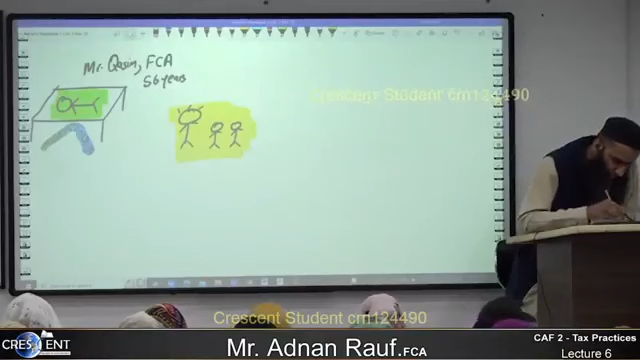 Mr. Qasim, FCA
56 years
Crescent Student cm124490
Crescent Student cm124490
CRESCENT
CAF 2 - Tax Practices
Mr. Adnan Rauf.FCA
Lecture 6